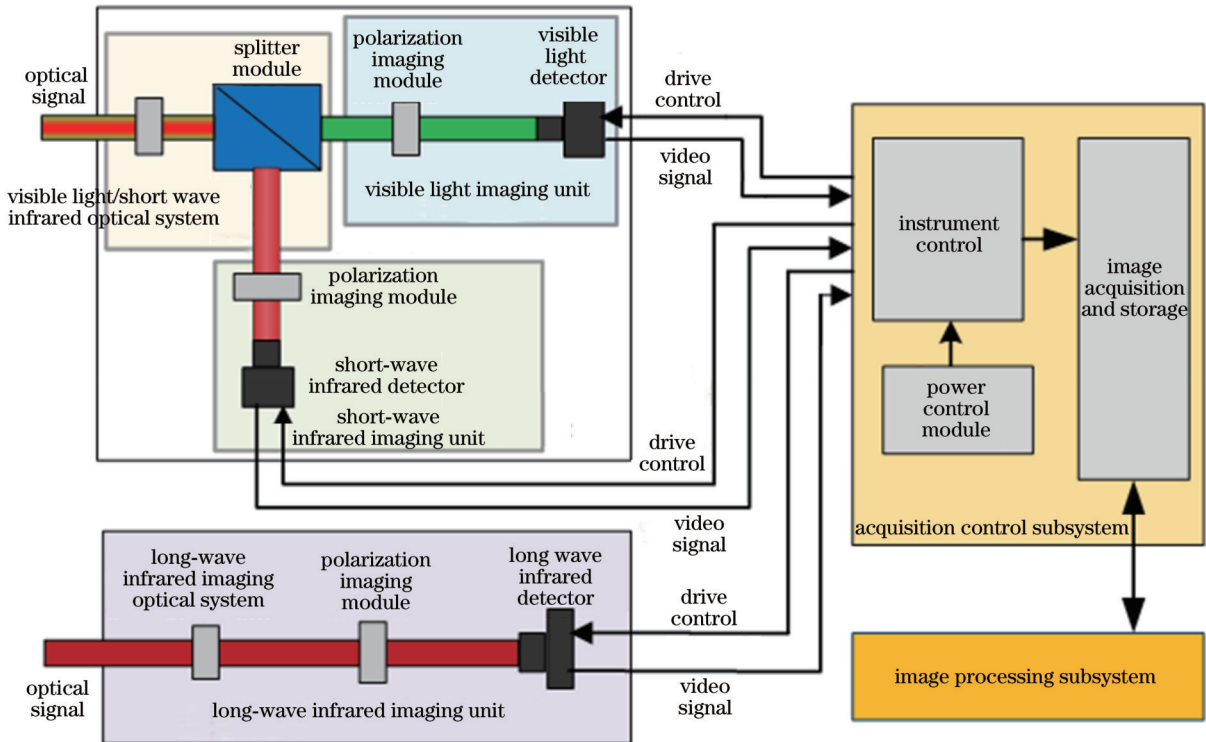 optical
signal
splitter
module
visible light/short wave
infrared optical system
polarization
imaging
module
visible
light
detector
visible light imaging unit
drive
control
video
signal
polarization
imaging module
short-wave
infrared detector
short-wave
infrared imaging unit
drive
control
video
signal
instrument
control
image
acquisition
and storage
power
control
module
acquisition control subsystem
long-wave
infrared imaging
optical system
polarization
imaging
module
long wave
infrared
detector
optical
signal
long-wave infrared imaging unit
drive
control
video
signal
image processing subsystem